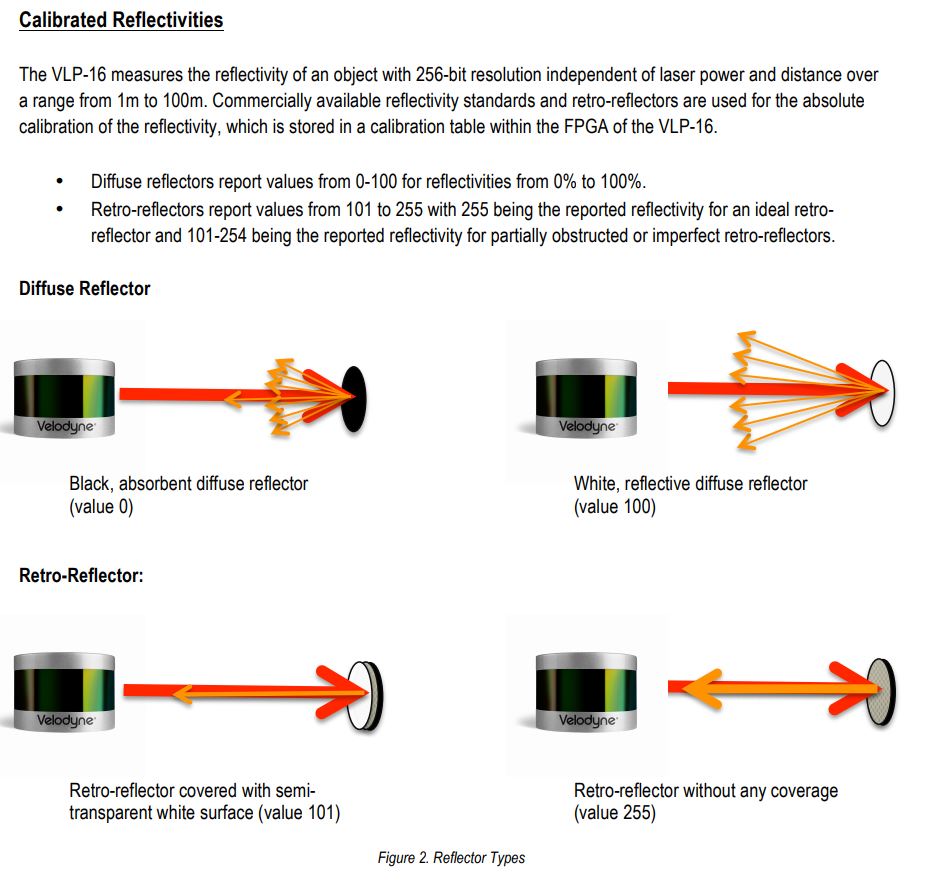 Calibrated Reflectivities
The VLP-16 measures the reflectivity of an object with 256-bit resolution independent of laser power and distance over
a range from 1m to 100m. Commercially available reflectivity standards and retro-reflectors are used for the absolute
calibration of the reflectivity, which is stored in a calibration table within the FPGA of the VLP-16.
• Diffuse reflectors report values from 0-100 for reflectivities from 0% to 100%.
• Retro-reflectors report values from 101 to 255 with 255 being the reported reflectivity for an ideal retro-
reflector and 101-254 being the reported reflectivity for partially obstructed or imperfect retro-reflectors.
Diffuse Reflector
Velodyne
Velodyne
Black, absorbent diffuse reflector
(value 0)
White, reflective diffuse reflector
(value 100)
Retro-Reflector:
Velodyne
Velodyne
Retro-reflector covered with semi-
transparent white surface (value 101)
Retro-reflector without any coverage
(value 255)
Figure 2. Reflector Types